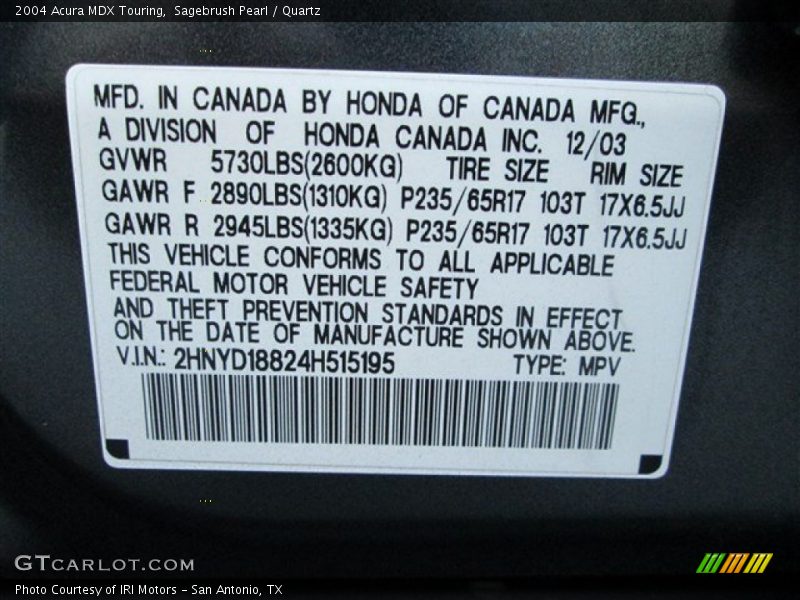 2004 Acura MDX Touring,  Sagebrush Pearl / Quartz
MFD. IN CANADA BY HONDA OF CANADA MFG.,
A DIVISION OF HONDA CANADA INC. 12/03
GVWR 5730LBS(2600KG) TIRE SIZE RIM SIZE
GAWR F 2890LBS(1310KG) P235/65R17 103T 17X6.5JJ
GAWR R 2945LBS(1335KG) P235/65R17 103T 17X6.5JJ
THIS VEHICLE CONFORMS TO ALL APPLICABLE
FEDERAL MOTOR VEHICLE SAFETY
AND THEFT PREVENTION STANDARDS IN EFFECT
ON THE DATE OF MANUFACTURE SHOWN ABOVE.
V.I.N.: 2HNYD18824H515195 TYPE: MPV
GTCARLOT.COM
Photo Courtesy of IRI Motors - San Antonio, TX